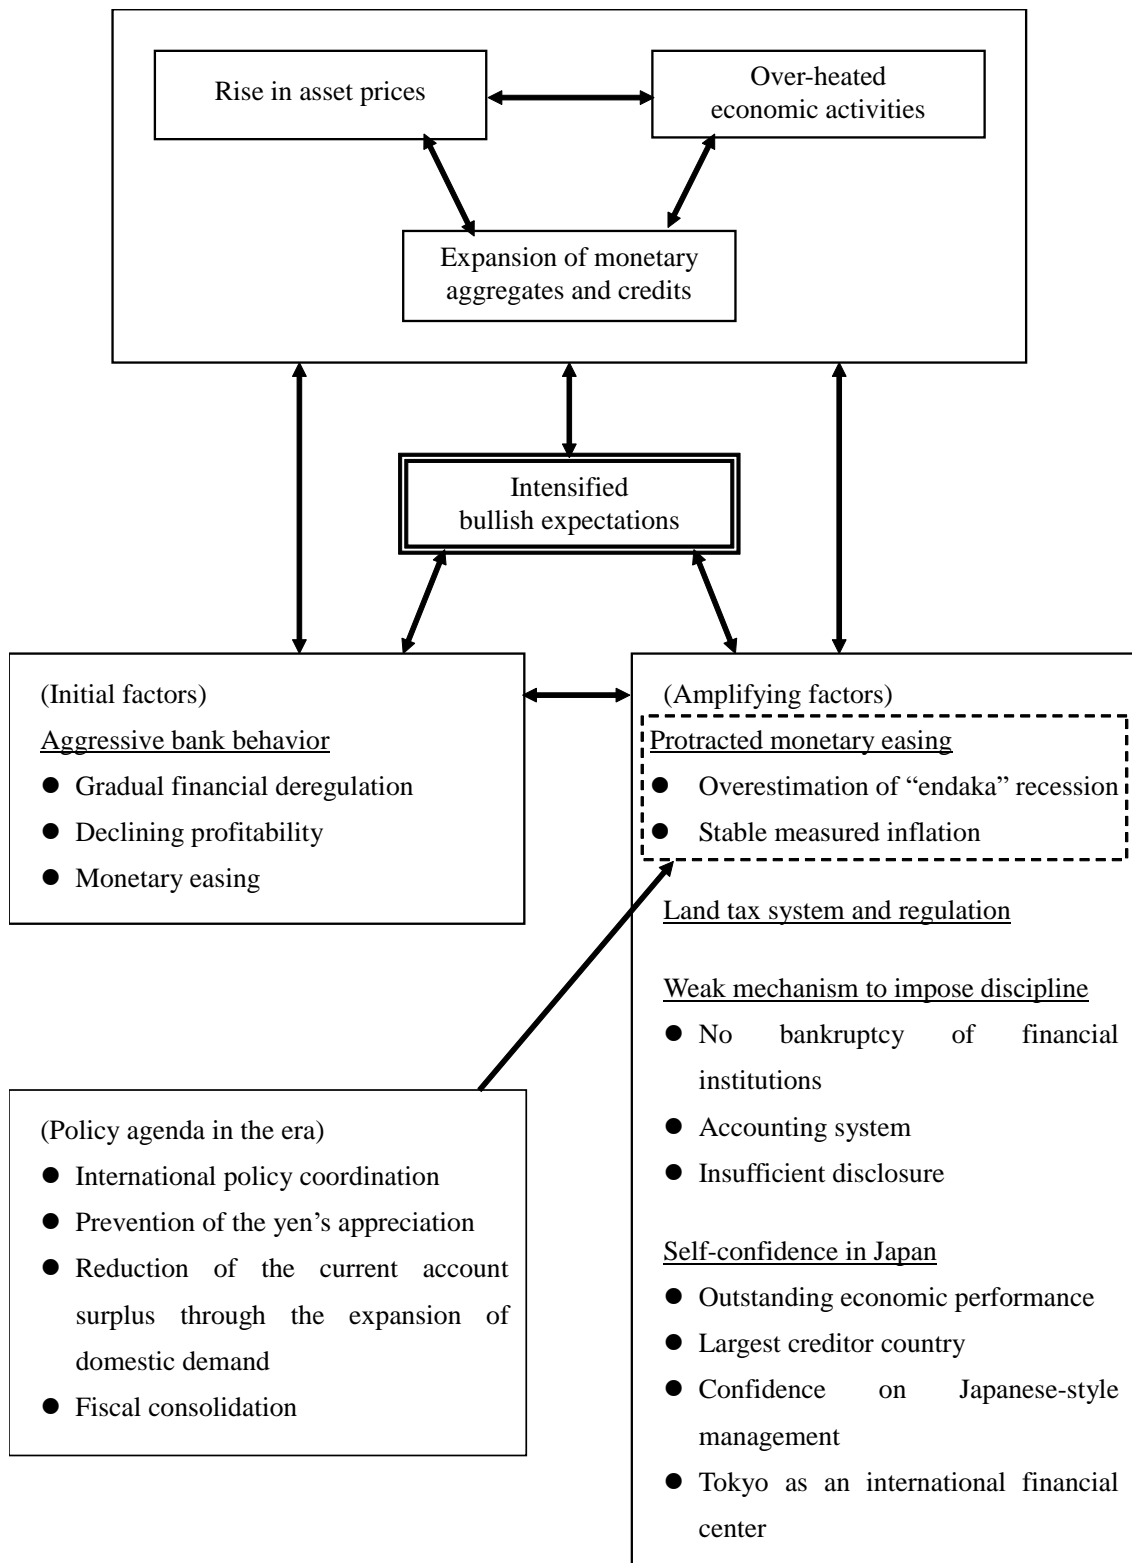 Rise in asset prices
Over-heated
economic activities
Expansion of monetary
aggregates and credits
Intensified
bullish expectations
(Initial factors)
Aggressive bank behavior
● Gradual financial deregulation
● Declining profitability
● Monetary easing
(Policy agenda in the era)
● International policy coordination
● Prevention of the yen’s appreciation
● Reduction of the current account
surplus through the expansion of
domestic demand
● Fiscal consolidation
(Amplifying factors)
Protracted monetary easing
● Overestimation of “endaka” recession
● Stable measured inflation
Land tax system and regulation
Weak mechanism to impose discipline
● No bankruptcy of financial
institutions
● Accounting system
● Insufficient disclosure
Self-confidence in Japan
● Outstanding economic performance
● Largest creditor country
● Confidence on Japanese-style
management
● Tokyo as an international financial
center